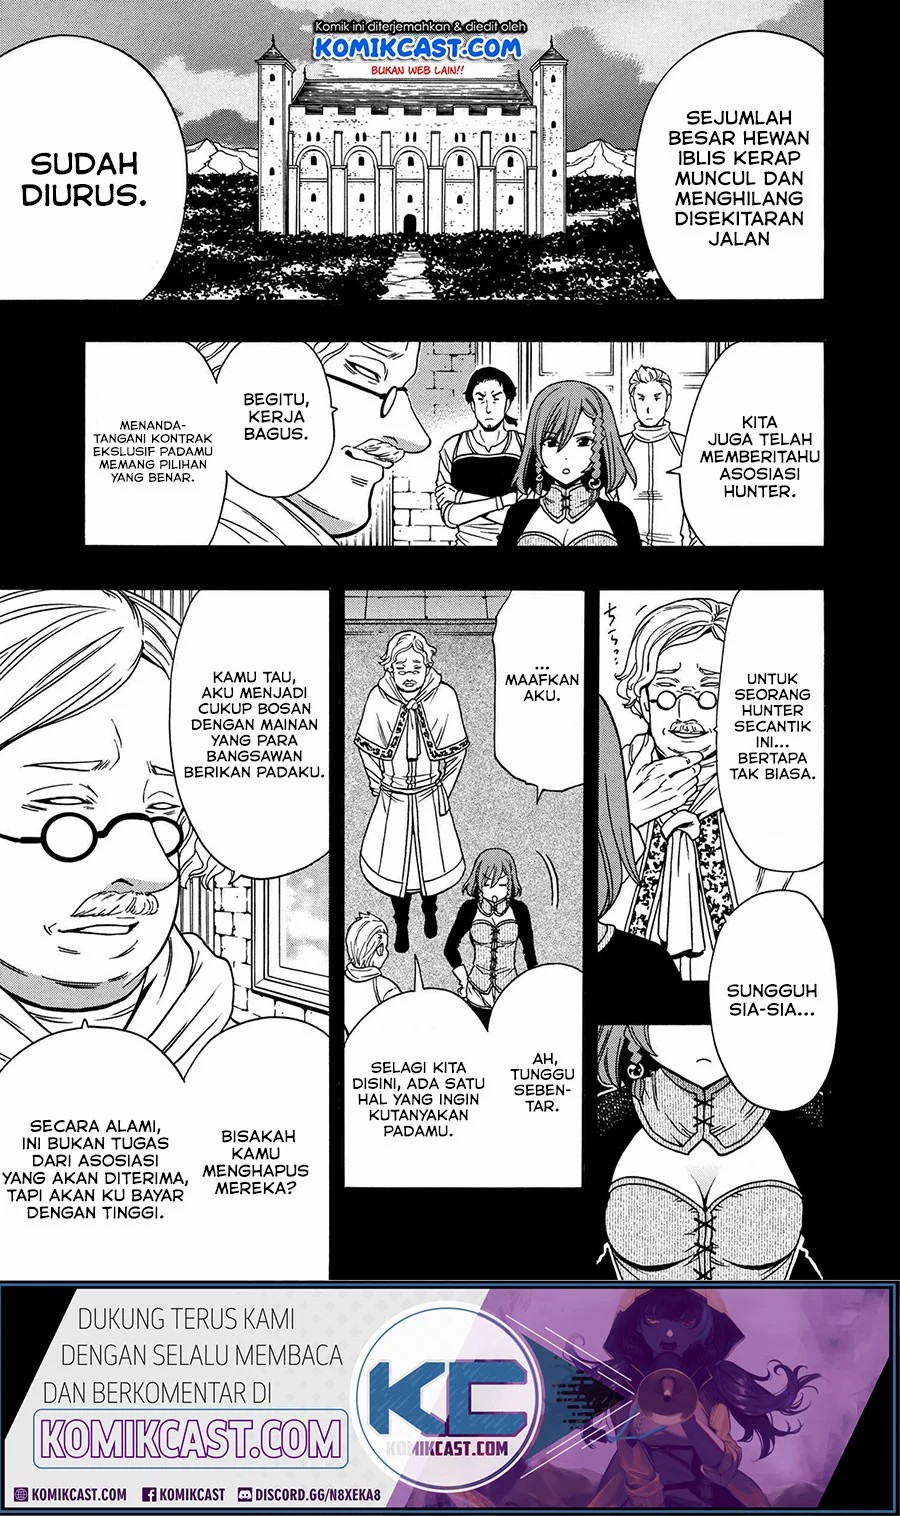 Komik ini diterjemahkan & diedit oleh
KOMIKCAST.COM
BUKAN WEB LAIN!!
SEJUMLAH
BESAR HEWAN
IBLIS KERAP
MUNCUL DAN
MENGHILANG
DISEKITARAN
JALAN
SUDAH
DIURUS.
KITA
JUGA TELAH
MEMBERITAHU
ASOSIASI
HUNTER.
BEGITU,
KERJA
BAGUS.
MENANDA-
TANGANI KONTRAK
EKSLUSIF PADAMU
MEMANG PILIHAN
YANG BENAR.
UNTUK
SEORANG
HUNTER
SECANTIK
INI...
BERTAPA
TAK BIASA.
SUNGGUH
SIA-SIA...
...
MAAFKAN
AKU.
AH,
TUNGGU
SEBEN-
TAR.
SELAGI KITA
DISINI, ADA SATU
HAL YANG INGIN
KUTANYAKAN
PADAMU.
KAMU TAU,
AKU MENJADI
CUKUP BOSAN
DENGAN MAINAN
YANG PARA
BANGSAWAN
BERIKAN PADAKU.
BISAKAH
KAMU
MENGHAPUS
MEREKA?
SECARA ALAMI,
INI BUKAN TUGAS
DARI ASOSIASI
YANG AKAN DITERIMA,
TAPI AKAN KU BAYAR
DENGAN TINGGI.
DUKUNG TERUS KAMI
DENGAN SELALU MEMBACA
DAN BERKOMENTAR DI
KOMIKCAST.COM
KOMIKCAST.COM KOMIKCAST DISCORD.GG/N8XEKA8
KC
KOMIKCAST.COM